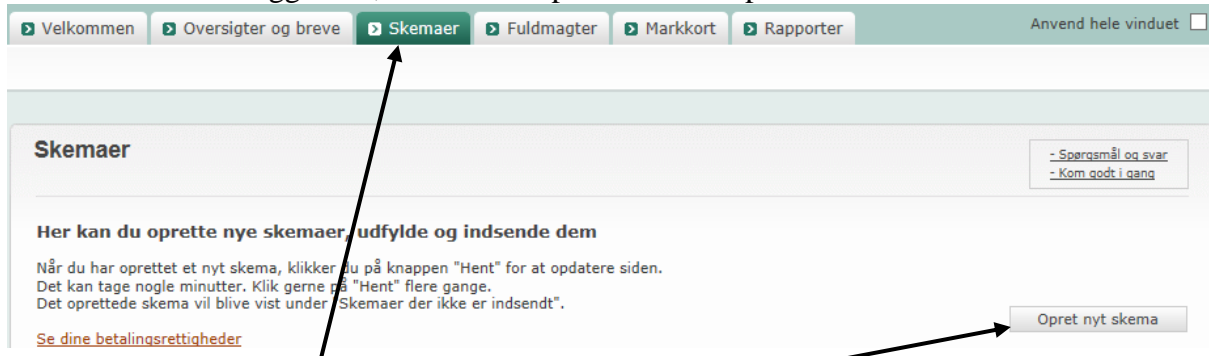 Velkommen Oversigter og breve Skemaer Fuldmagter Markkort Rapporter Anvend hele vinduet
Skemaer
- Spørgsmål og svar
- Kom godt i gang
Her kan du oprette nye skemaer, udfylde og indsende dem
Når du har oprettet et nyt skema, klikker du på knappen "Hent" for at opdatere siden.
Det kan tage nogle minutter. Klik gerne på "Hent" flere gange.
Det oprettede skema vil blive vist under "Skemaer der ikke er indsendt".
Opret nyt skema
Se dine betalingsrettigheder